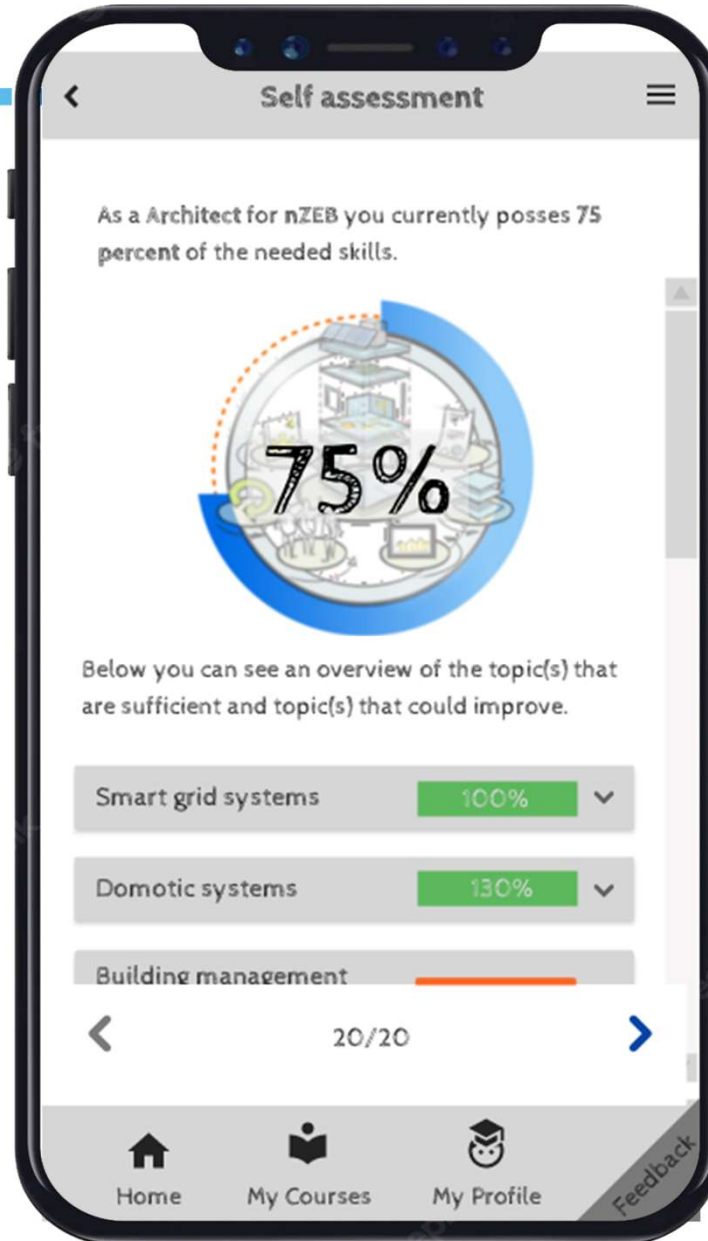 Self assessment
As a Architect for nZEB you currently posses 75
percent of the needed skills.
75%
Below you can see an overview of the topic(s) that
are sufficient and topic(s) that could improve.
Smart grid systems 100%
Domotic systems 130%
Building management
20/20
Home My Courses My Profile Feedback